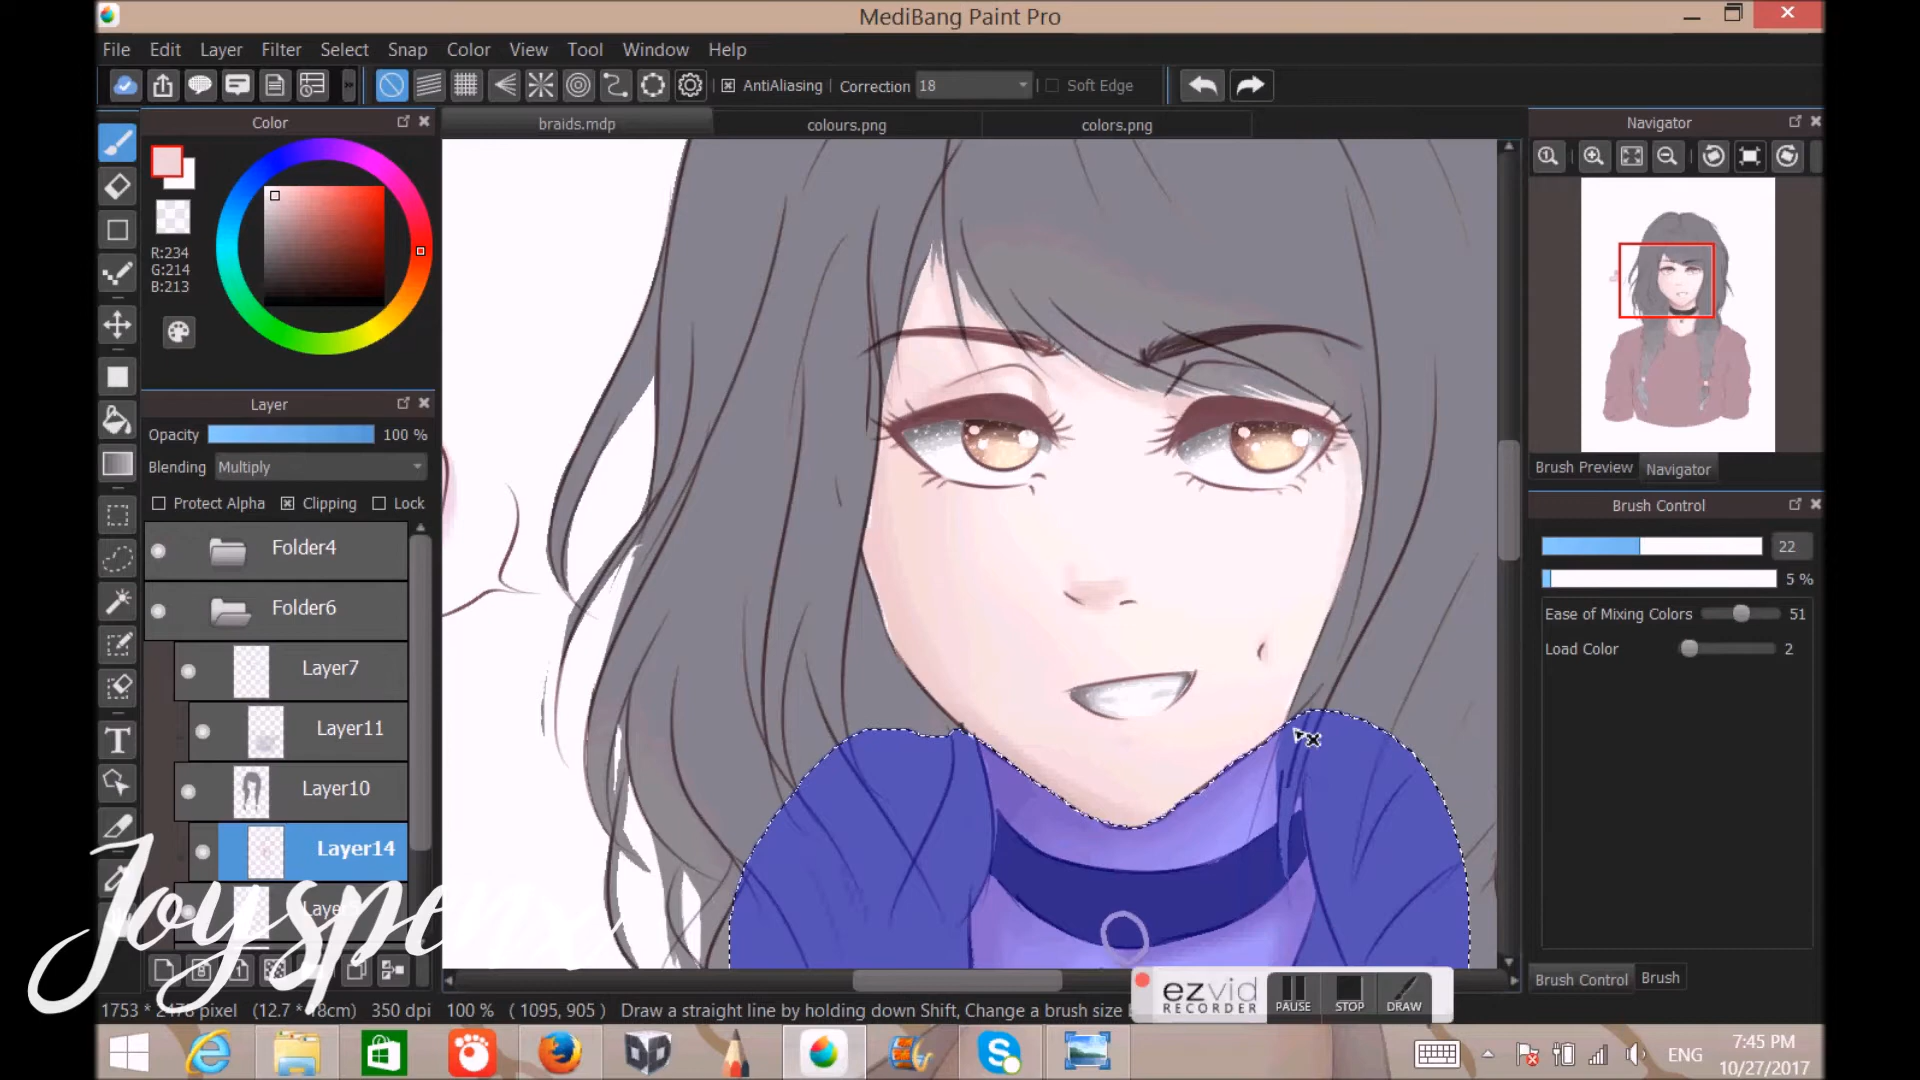 MediBang Paint Pro
File Edit Layer Filter Select Snap Color View Tool Window Help
AntiAliasing Correction 18 Soft Edge
Color
braids.mdp colours.png colors.png
Navigator
R:234
G:214
B:213
Layer
Opacity 100 %
Blending Multiply
Protect Alpha Clipping Lock
Folder4
Folder6
Layer7
Layer11
Layer10
Layer14
Brush Preview Navigator
Brush Control
22
5 %
Ease of Mixing Colors 51
Load Color 2
Brush Control Brush
Joyspenx
ezvid
RECORDER
PAUSE STOP DRAW
1753 * 2478 pixel (12.7 * 18cm) 350 dpi 100 % ( 1095, 905 ) Draw a straight line by holding down Shift, Change a brush size
ENG
7:45 PM
10/27/2017